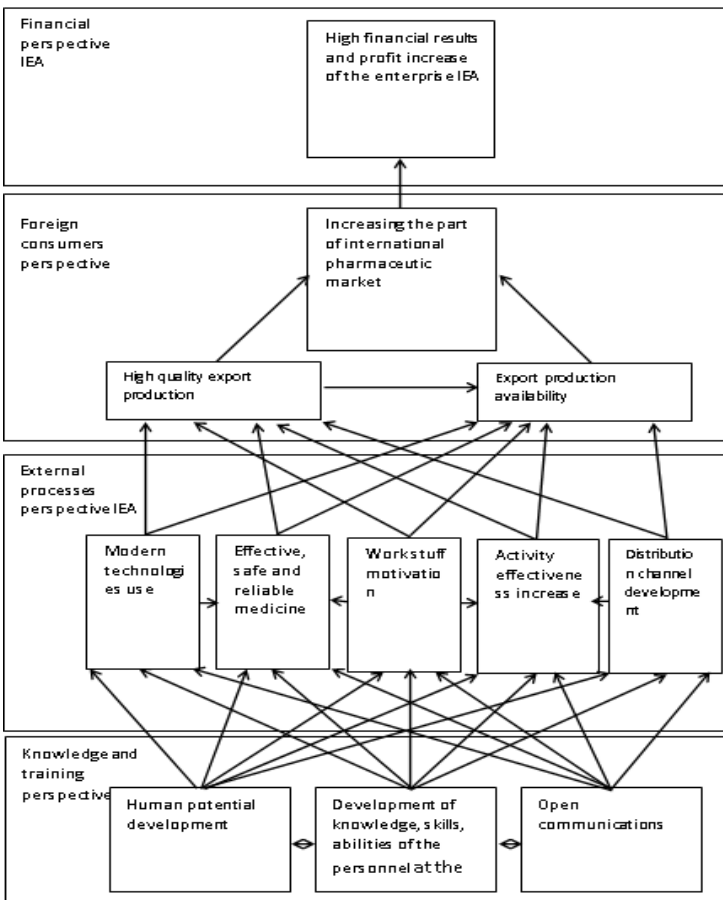 Financial
perspective
IEA
High financial results
and profit increase
of the enterprise IEA
Foreign
consumers
perspective
Increasing the part
of international
pharmaceutic
market
High quality export
production
Export production
availability
External
processes
perspective IEA
Modern
technologi
es use
Effective,
safe and
reliable
medicine
Work stuff
motivatio
n
Activity
effectivene
ss increase
Distributio
n channel
developme
nt
Knowledge and
training
perspective
Human potential
development
Development of
knowledge, skills,
abilities of the
personnel at the
Open
communications